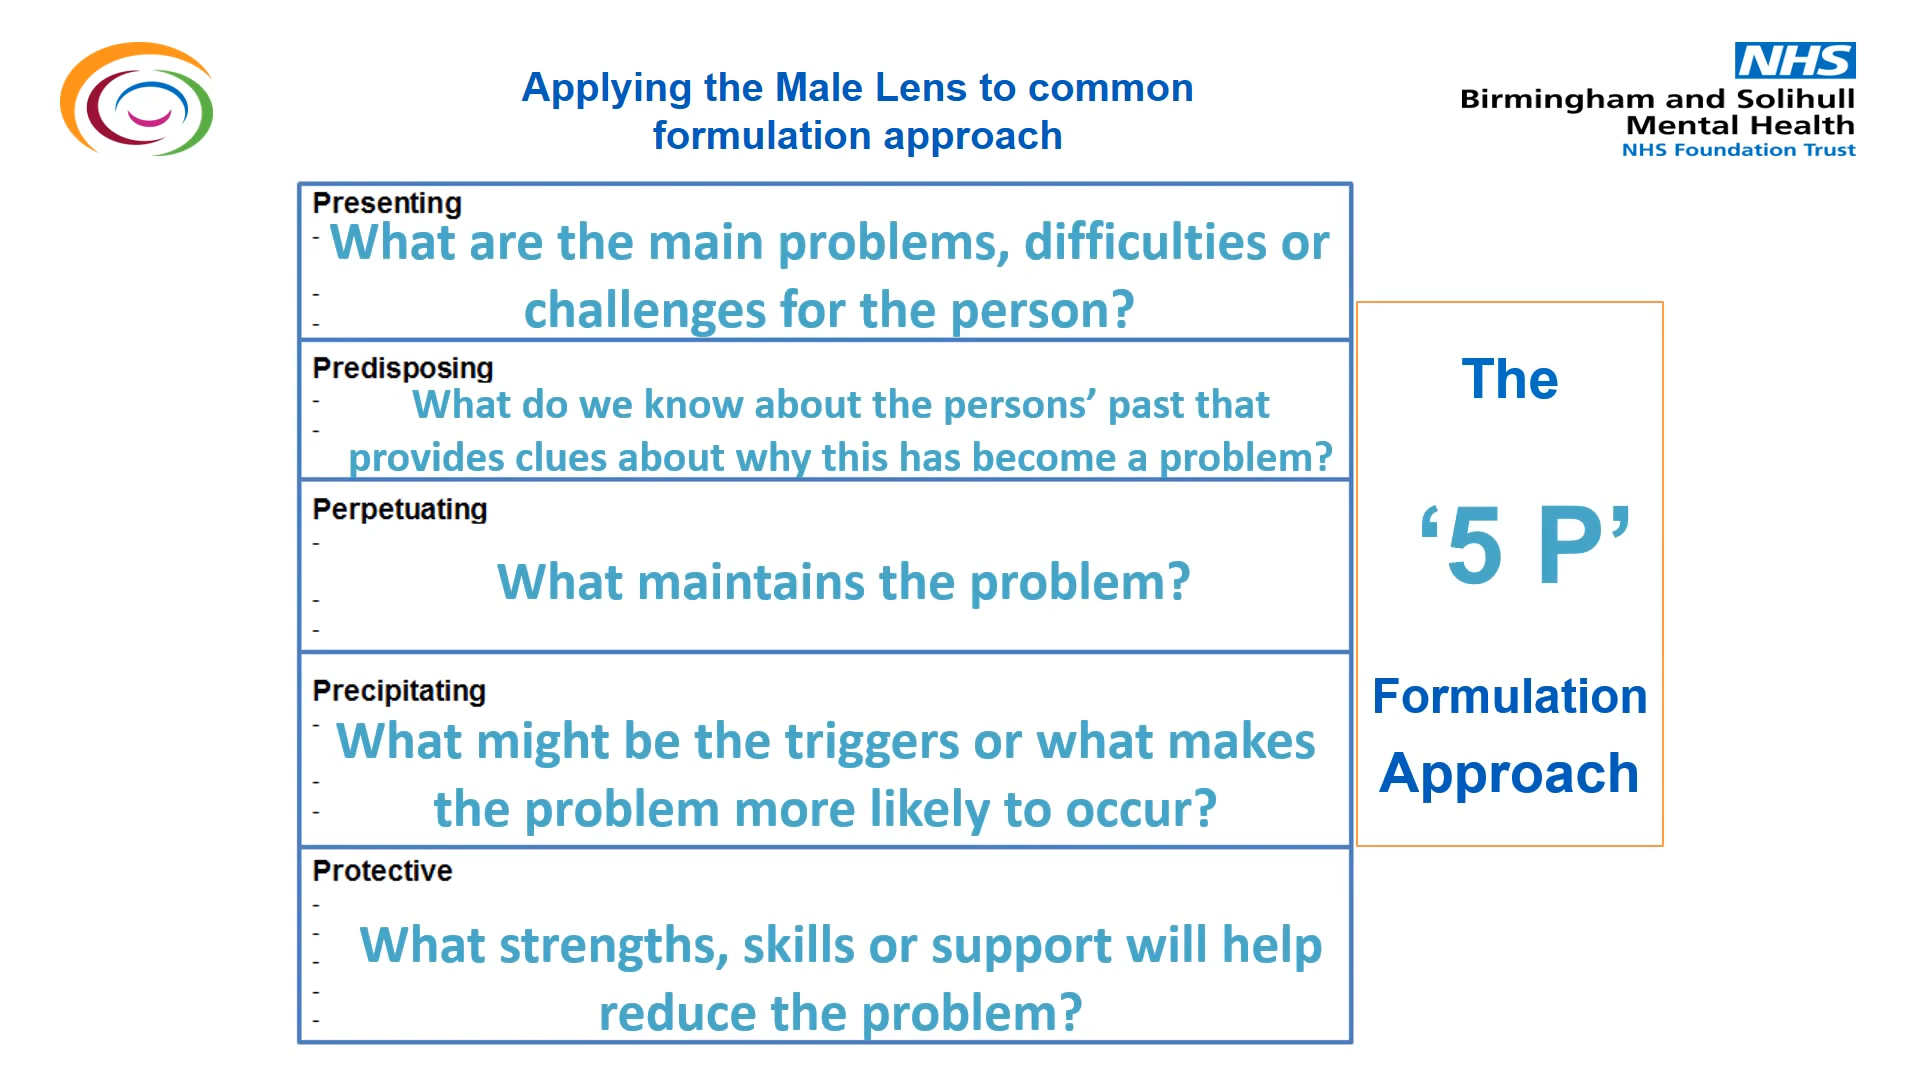 Applying the Male Lens to common
formulation approach
NHS
Birmingham and Solihull
Mental Health
NHS Foundation Trust
Presenting
- What are the main problems, difficulties or
- challenges for the person?
-
Predisposing
- What do we know about the persons’ past that
- provides clues about why this has become a problem?
Perpetuating
-
What maintains the problem?
-
-
Precipitating
- What might be the triggers or what makes
- the problem more likely to occur?
-
Protective
-
- What strengths, skills or support will help
-
- reduce the problem?
-
The
‘5 P’
Formulation
Approach